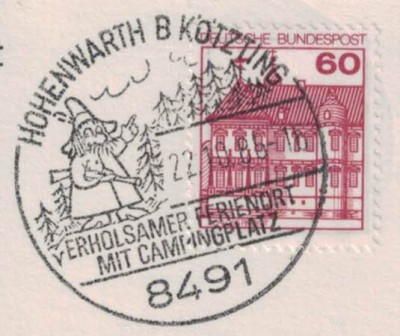 HOHENWARTH B KÖTZTING
DEUTSCHE BUNDESPOST
60
ERHOLSAMER FERIENORT
MIT CAMPINGPLATZ
8491